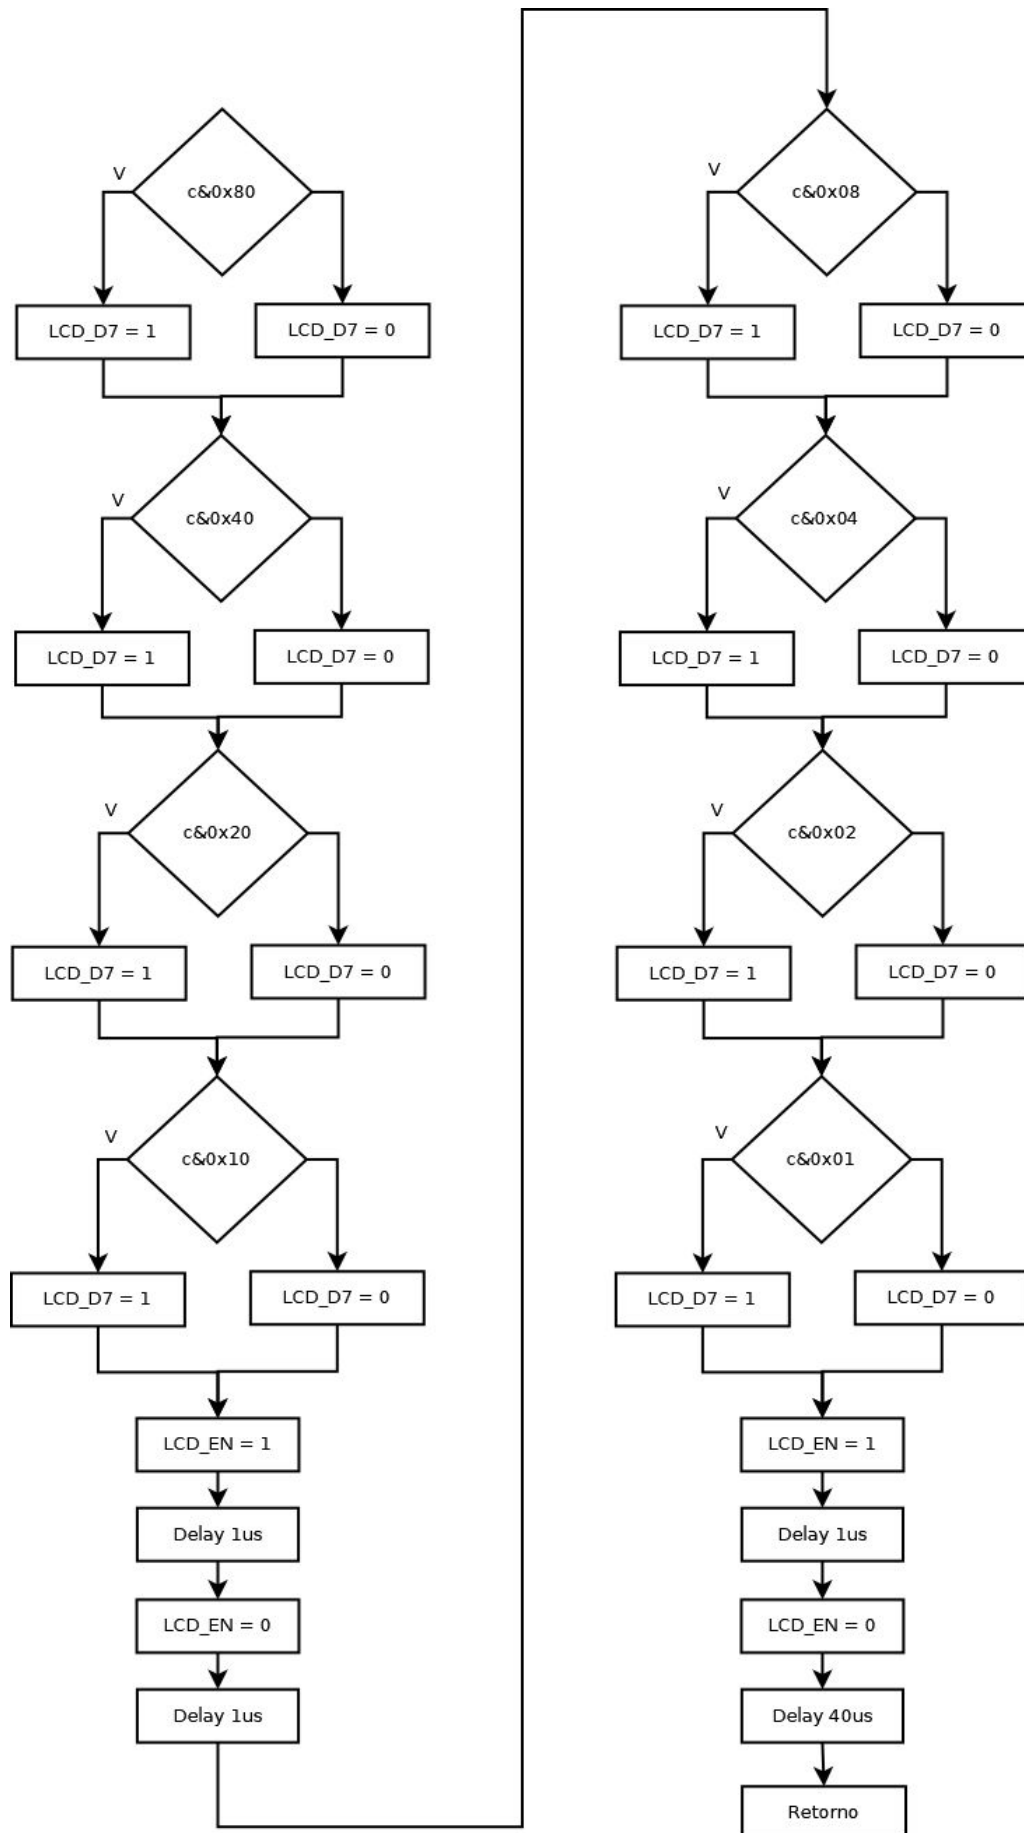 V
c&0x80
LCD_D7 = 1
LCD_D7 = 0
V
c&0x40
LCD_D7 = 1
LCD_D7 = 0
V
c&0x20
LCD_D7 = 1
LCD_D7 = 0
V
c&0x10
LCD_D7 = 1
LCD_D7 = 0
LCD_EN = 1
Delay 1us
LCD_EN = 0
Delay 1us
V
c&0x08
LCD_D7 = 1
LCD_D7 = 0
V
c&0x04
LCD_D7 = 1
LCD_D7 = 0
V
c&0x02
LCD_D7 = 1
LCD_D7 = 0
V
c&0x01
LCD_D7 = 1
LCD_D7 = 0
LCD_EN = 1
Delay 1us
LCD_EN = 0
Delay 40us
Retorno